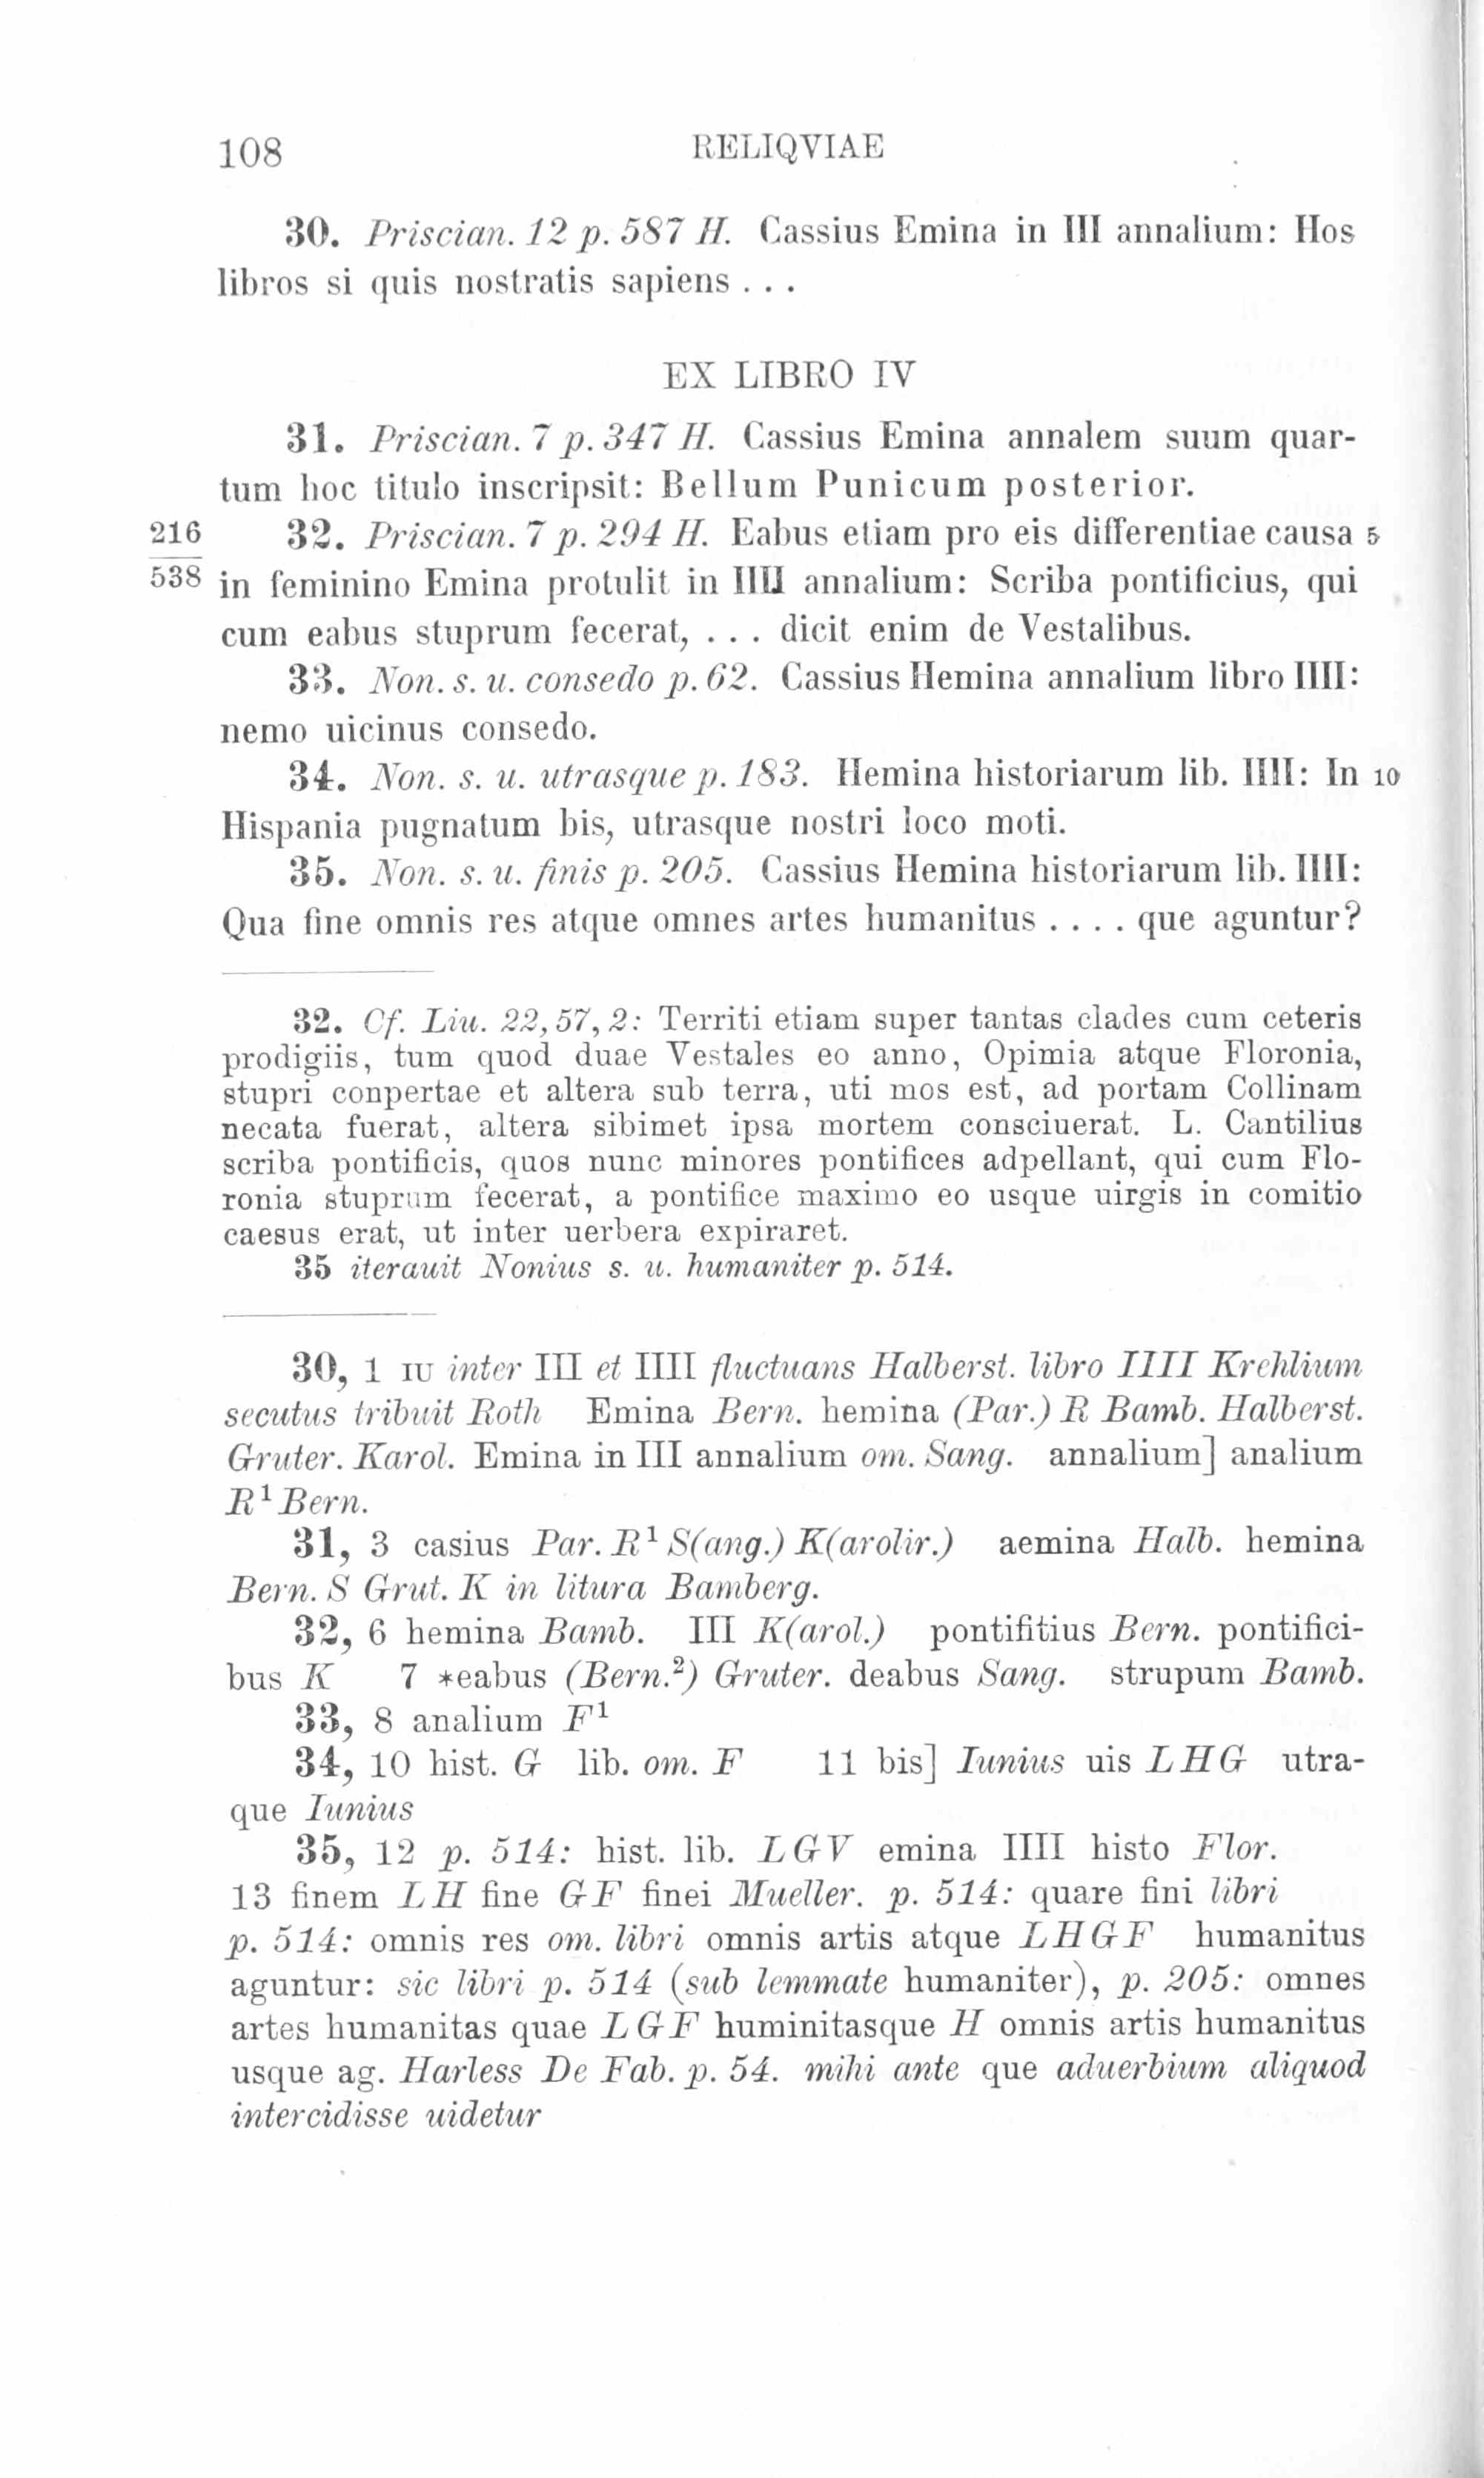 108 RELIQVIAE
30. Priscian. 12 p. 587 H. Cassius Emina in III annalium: Hos
libros si quis nostratis sapiens . . .
EX LIBRO IV
31. Priscian. 7 p. 347 H. Cassius Emina annalem suum quar-
tum hoc titulo inscripsit: Bellum Punicum posterior.
216 32. Priscian. 7 p. 294 H. Eabus etiam pro eis differentiae causa 5
538 in feminino Emina protulit in IIII annalium: Scriba pontificius, qui
cum eabus stuprum fecerat, . . . dicit enim de Vestalibus.
33. Non. s. u. consedo p. 62. Cassius Hemina annalium libro IIII:
nemo uicinus consedo.
34. Non. s. u. utrasque p. 183. Hemina historiarum lib. IIII: In 10
Hispania pugnatum bis, utrasque nostri loco moti.
35. Non. s. u. finis p. 205. Cassius Hemina historiarum lib. IIII:
Qua fine omnis res atque omnes artes humanitus . . . . que aguntur?
32. Cf. Liu. 22, 57, 2: Territi etiam super tantas clades cum ceteris
prodigiis, tum quod duae Vestales eo anno, Opimia atque Floronia,
stupri conpertae et altera sub terra, uti mos est, ad portam Collinam
necata fuerat, altera sibimet ipsa mortem consciuerat. L. Cantilius
scriba pontificis, quos nunc minores pontifices adpellant, qui cum Flo-
ronia stuprum fecerat, a pontifice maximo eo usque uirgis in comitio
caesus erat, ut inter uerbera expiraret.
35 iterauit Nonius s. u. humaniter p. 514.
30, 1 IU inter III et IIII fluctuans Halberst. libro IIII Krehlium
secutus tribuit Roth Emina Bern. hemina (Par.) R Bamb. Halberst.
Gruter. Karol. Emina in III annalium om. Sang. annalium] analium
R¹ Bern.
31, 3 casius Par. R¹ S(ang.) K(arolir.) aemina Halb. hemina
Bern. S Grut. K in litura Bamberg.
32, 6 hemina Bamb. III K(arol.) pontifitius Bern. pontifici-
bus K 7 *eabus (Bern.²) Gruter. deabus Sang. strupum Bamb.
33, 8 analium F¹
34, 10 hist. G lib. om. F 11 bis] Iunius uis LHG utra-
que Iunius
35, 12 p. 514: hist. lib. LGV emina IIII histo Flor.
13 finem LH fine GF finei Mueller. p. 514: quare fini libri
p. 514: omnis res om. libri omnis artis atque LHGF humanitus
aguntur: sic libri p. 514 (sub lemmate humaniter), p. 205: omnes
artes humanitas quae LGF huminitasque H omnis artis humanitus
usque ag. Harless De Fab. p. 54. mihi ante que aduerbium aliquod
intercidisse uidetur